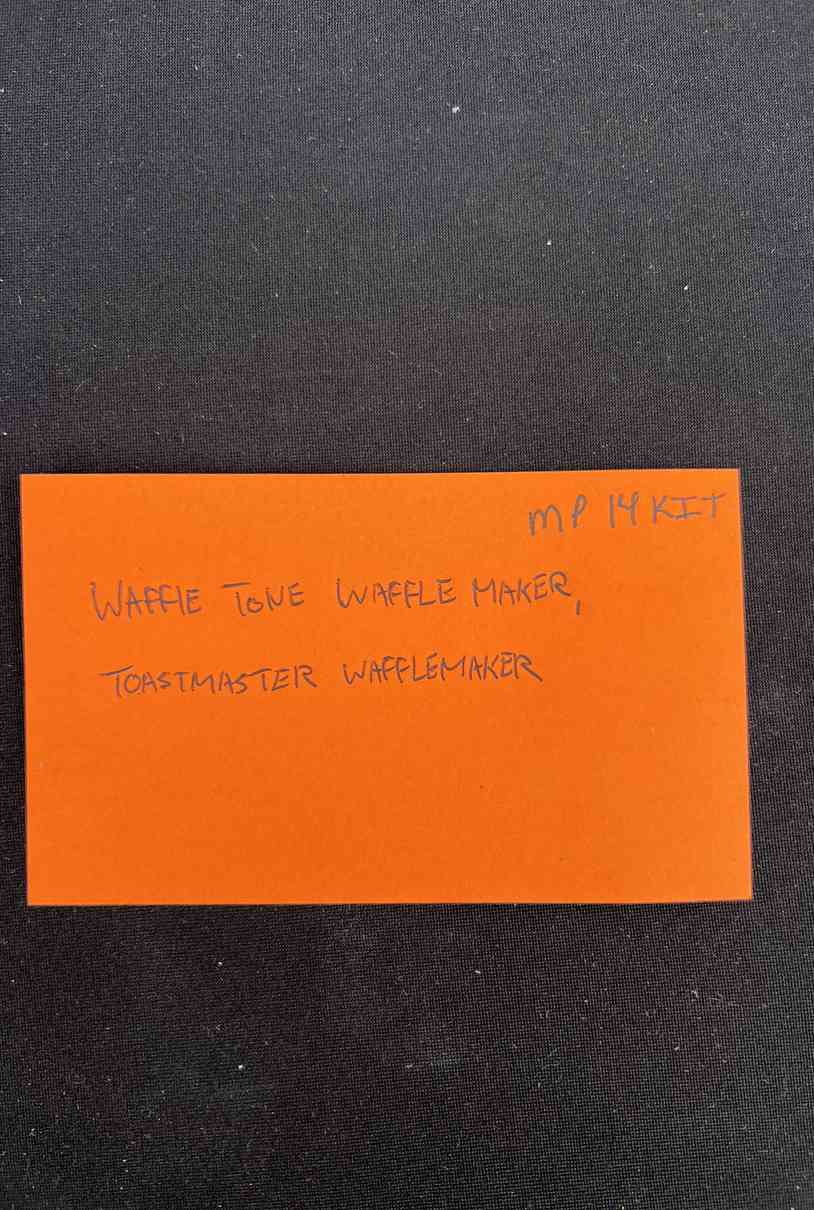 MP 14 KIT
WAFFLE TONE WAFFLE MAKER,
TOASTMASTER WAFFLEMAKER